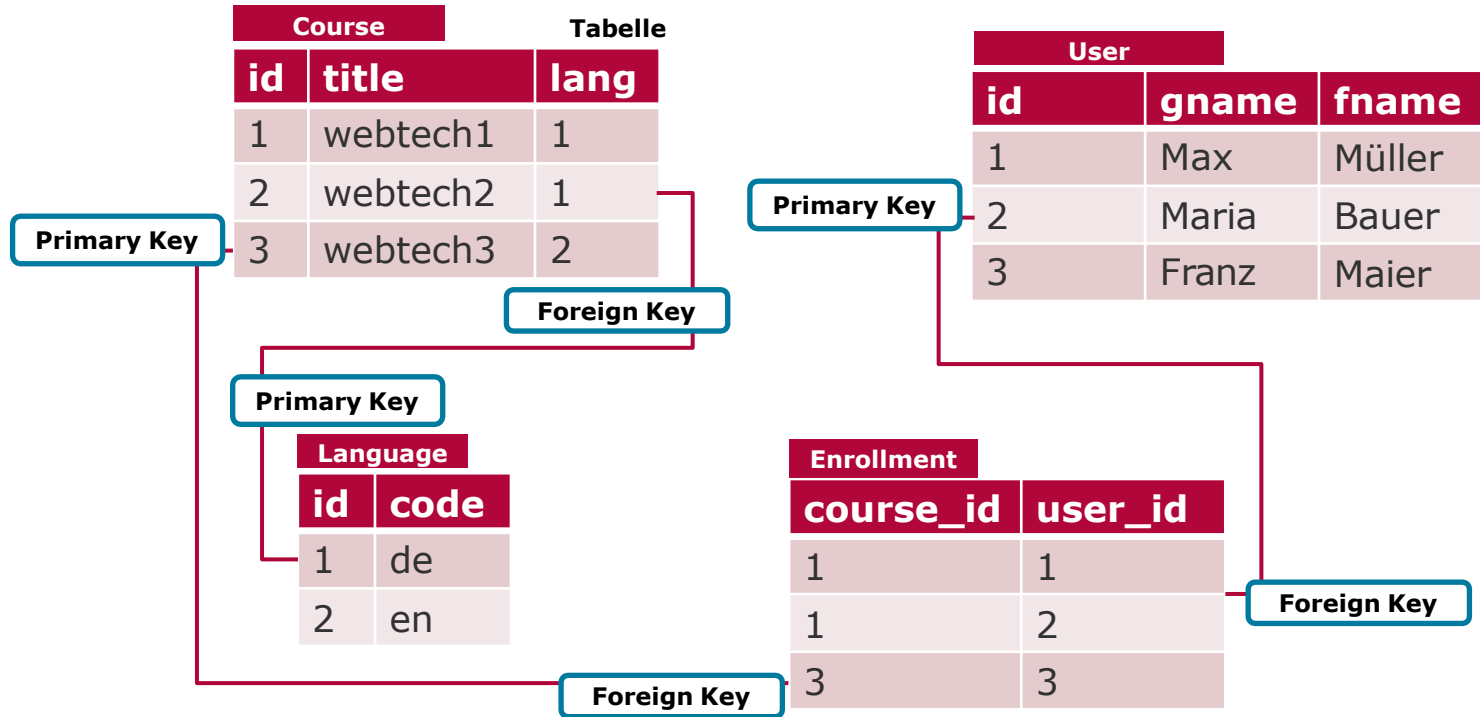 Course
Tabelle
id title lang
1 webtech1 1
2 webtech2 1
3 webtech3 2
Primary Key
Foreign Key
User
id gname fname
1 Max Müller
2 Maria Bauer
3 Franz Maier
Primary Key
Primary Key
Language
id code
1 de
2 en
Enrollment
course_id user_id
1 1
1 2
3 3
Foreign Key
Foreign Key